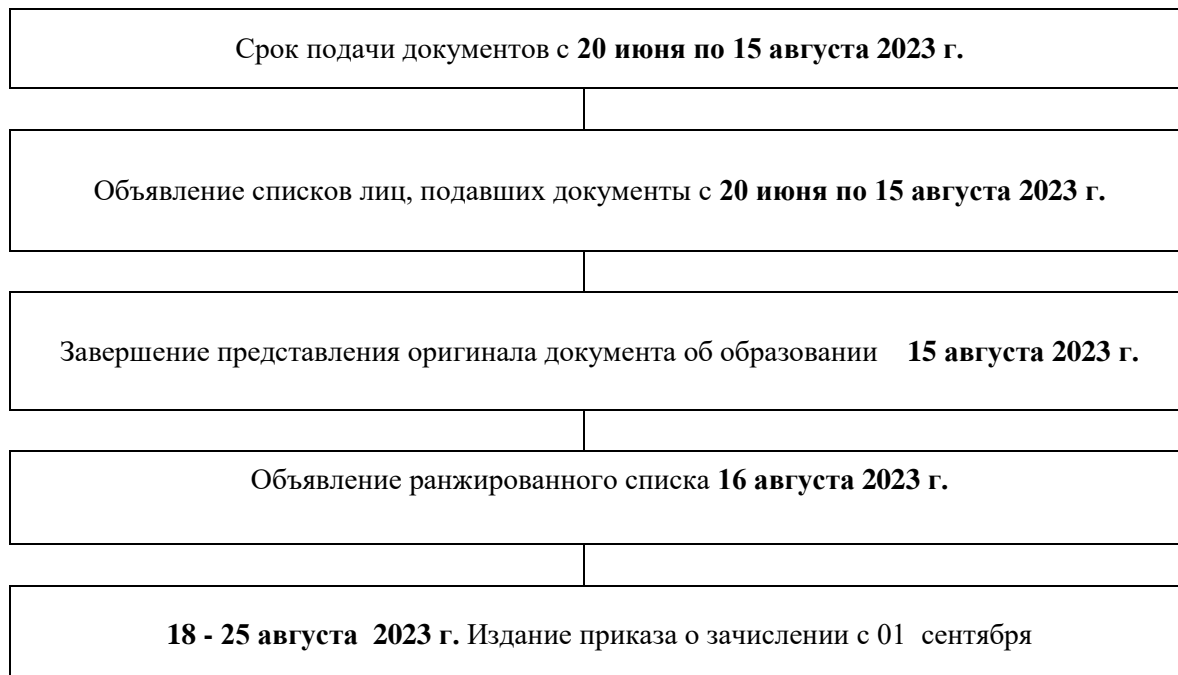 Срок подачи документов с 20 июня по 15 августа 2023 г.
Объявление списков лиц, подавших документы с 20 июня по 15 августа 2023 г.
Завершение представления оригинала документа об образовании 15 августа 2023 г.
Объявление ранжированного списка 16 августа 2023 г.
18 - 25 августа 2023 г. Издание приказа о зачислении с 01 сентября